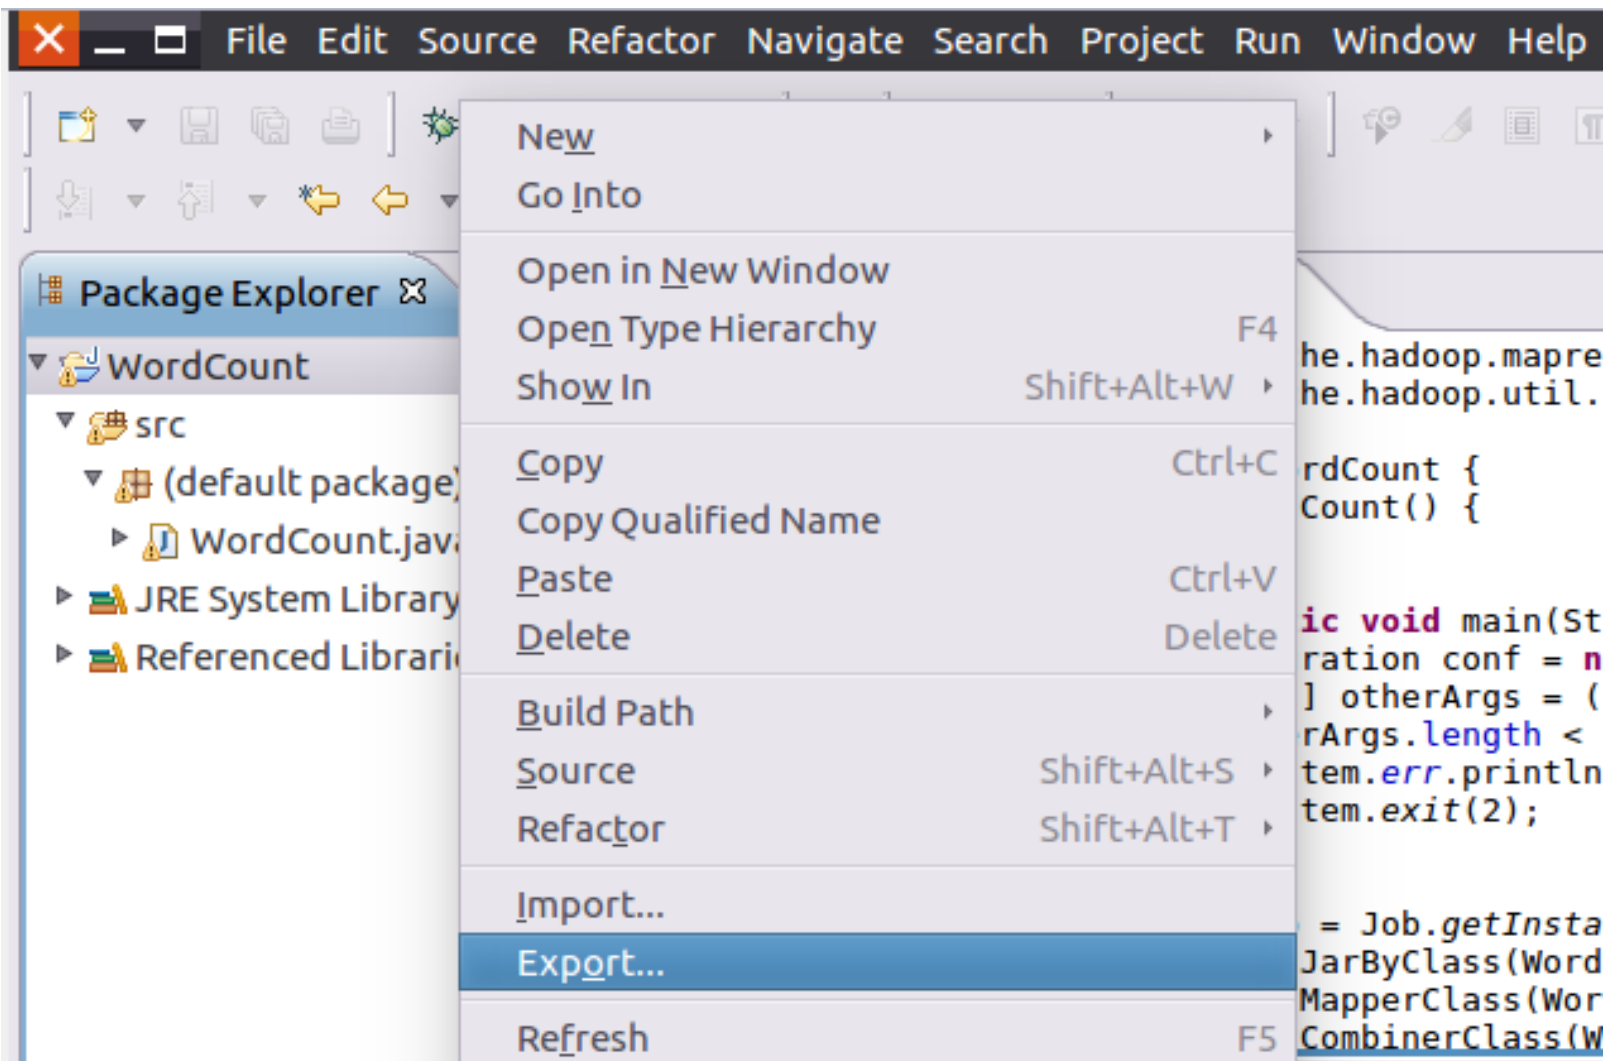 File Edit Source Refactor Navigate Search Project Run Window Help
Package Explorer
WordCount
src
(default package)
WordCount.java
JRE System Library
Referenced Librari
New
Go Into
Open in New Window
Open Type Hierarchy F4
Show In Shift+Alt+W
Copy Ctrl+C
Copy Qualified Name
Paste Ctrl+V
Delete Delete
Build Path
Source Shift+Alt+S
Refactor Shift+Alt+T
Import...
Export...
Refresh F5
he.hadoop.mapre
he.hadoop.util.
rdCount {
Count() {
ic void main(St
ration conf = n
] otherArgs = (
rArgs.length <
tem.err.println
tem.exit(2);
= Job.getInsta
JarByClass(Word
MapperClass(Wor
CombinerClass(W